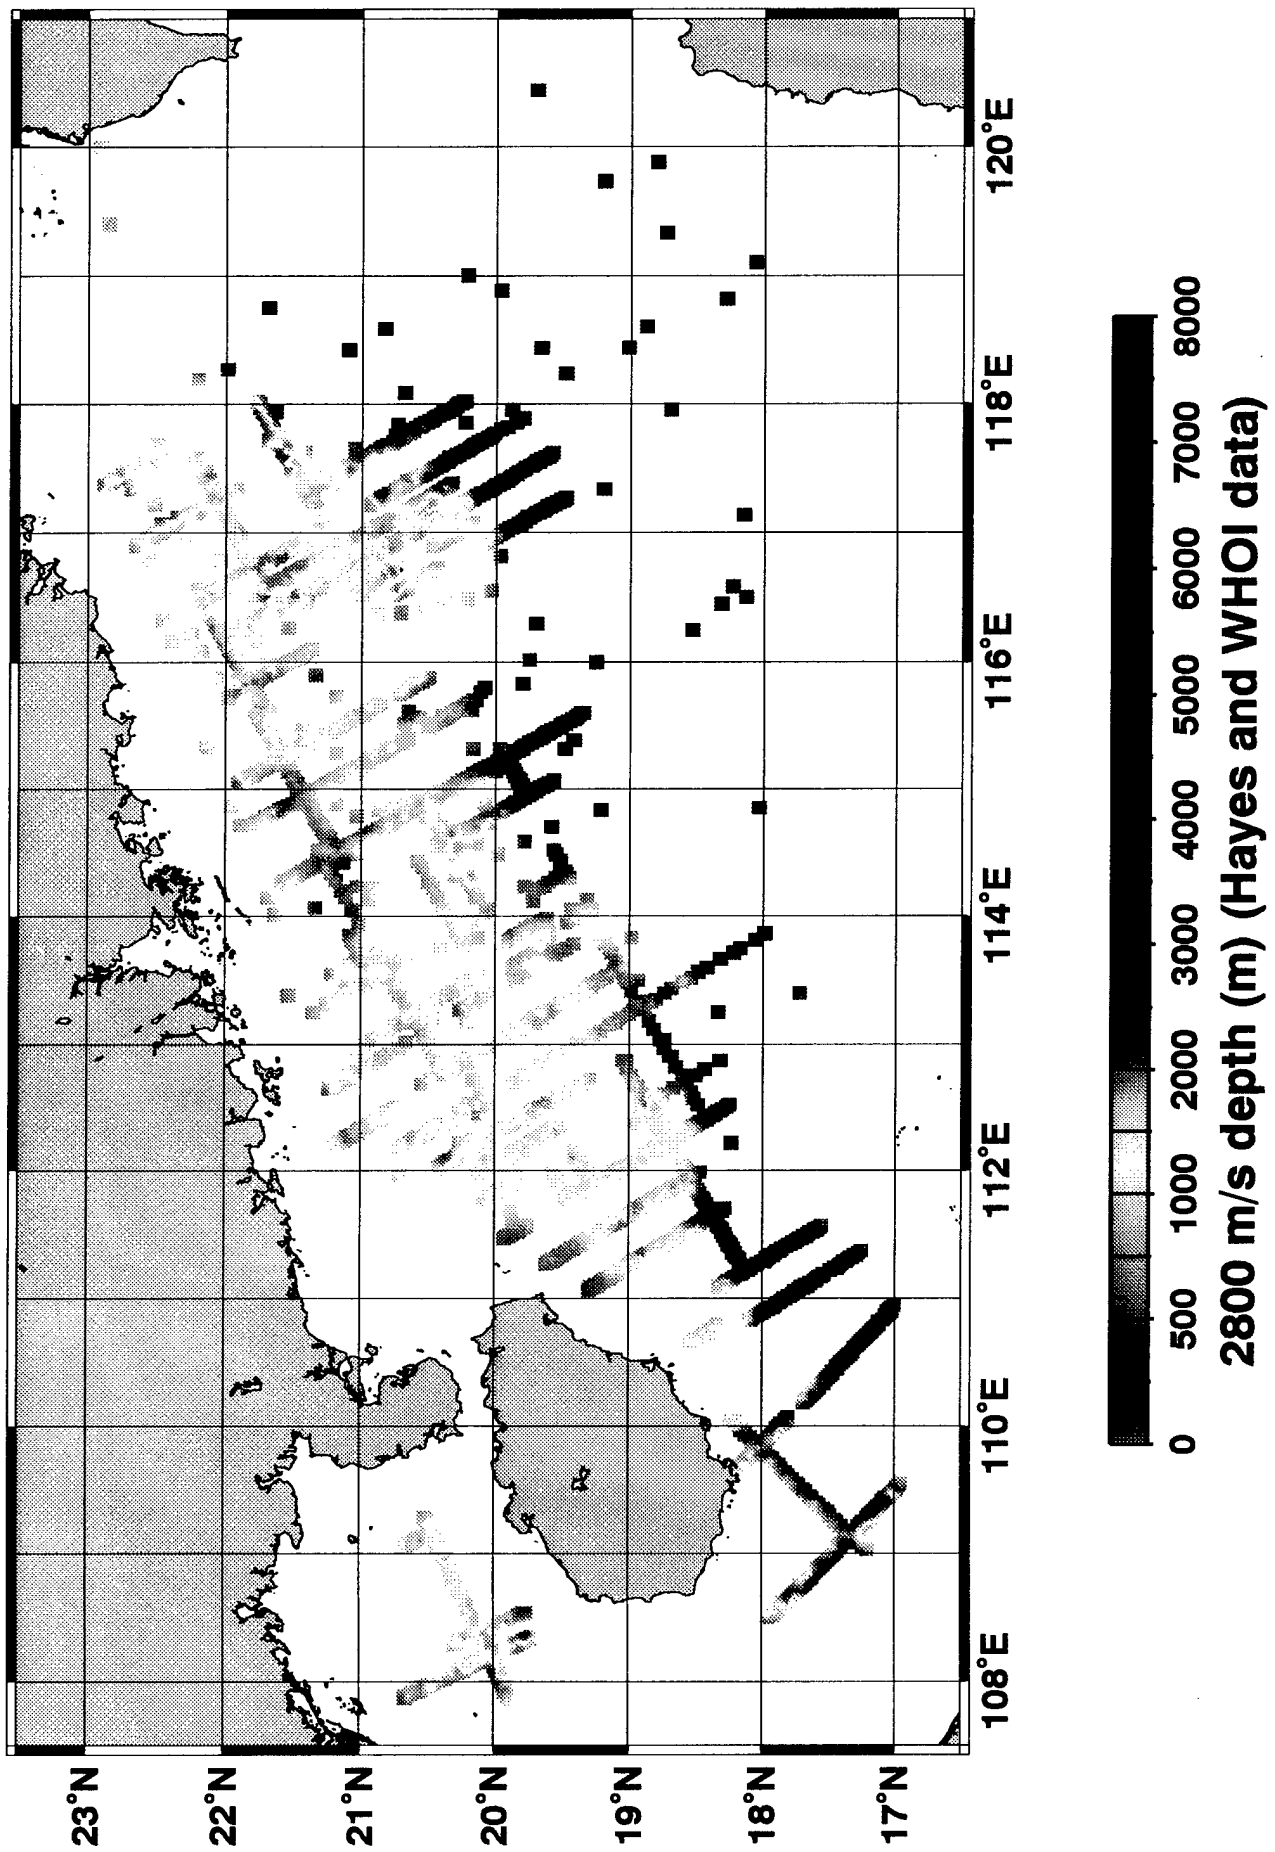 23°N
22°N
21°N
20°N
19°N
18°N
17°N
108°E
110°E
112°E
114°E
116°E
118°E
120°E
0
500
1000
2000
3000
4000
5000
6000
7000
8000
2800 m/s depth (m) (Hayes and WHOI data)